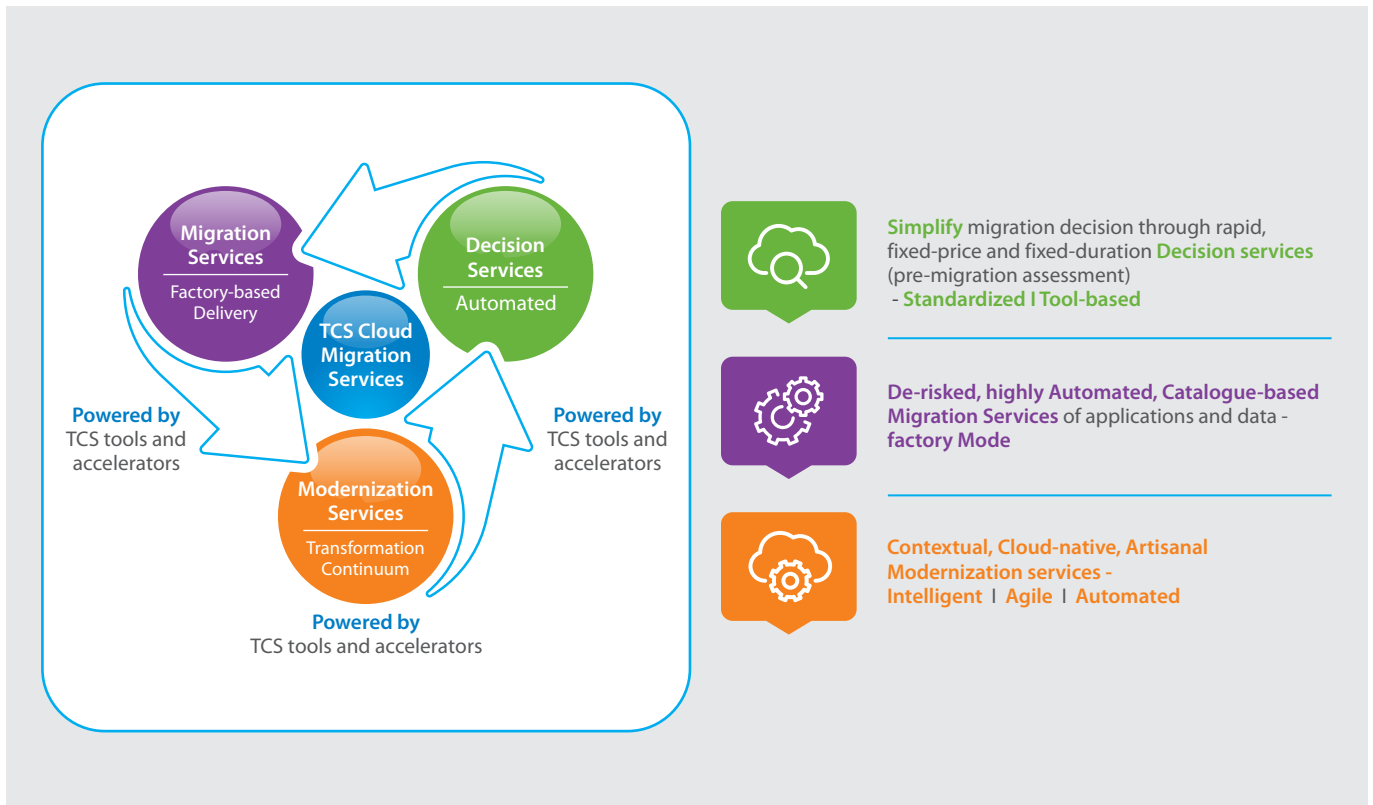 Migration
Services
Factory-based
Delivery
Decision
Services
Automated
TCS Cloud
Migration
Services
Powered by
TCS tools and
accelerators
Powered by
TCS tools and
accelerators
Modernization
Services
Transformation
Continuum
Powered by
TCS tools and accelerators
Simplify migration decision through rapid,
fixed-price and fixed-duration Decision services
(pre-migration assessment)
- Standardized I Tool-based
De-risked, highly Automated, Catalogue-based
Migration Services of applications and data -
factory Mode
Contextual, Cloud-native, Artisanal
Modernization services -
Intelligent I Agile I Automated